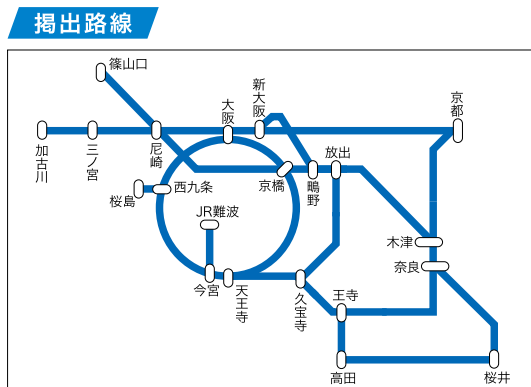 掲出路線
篠山口
新大阪
大阪
京都
加古川
三ノ宮
尼崎
放出
京橋
鴫野
桜島
西九条
JR難波
木津
奈良
今宮
天王寺
久宝寺
王寺
高田
桜井